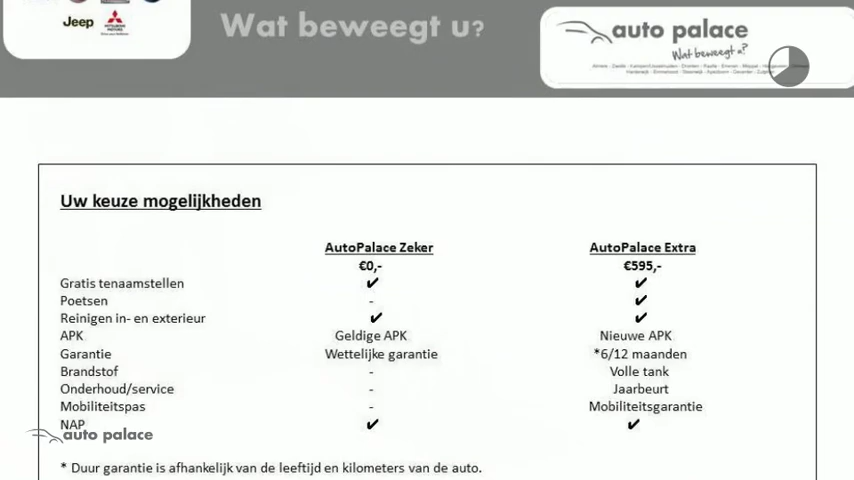 Wat beweegt u?
Jeep
MITSUBISHI
MOTORS
auto palace
Wat beweegt u?
Uw keuze mogelijkheden
AutoPalace Zeker AutoPalace Extra
€0,- €595,-
Gratis tenaamstellen ✔ ✔
Poetsen - ✔
Reinigen in- en exterieur ✔ ✔
APK Geldige APK Nieuwe APK
Garantie Wettelijke garantie *6/12 maanden
Brandstof - Volle tank
Onderhoud/service - Jaarbeurt
Mobiliteitspas - Mobiliteitsgarantie
NAP ✔ ✔
auto palace
* Duur garantie is afhankelijk van de leeftijd en kilometers van de auto.